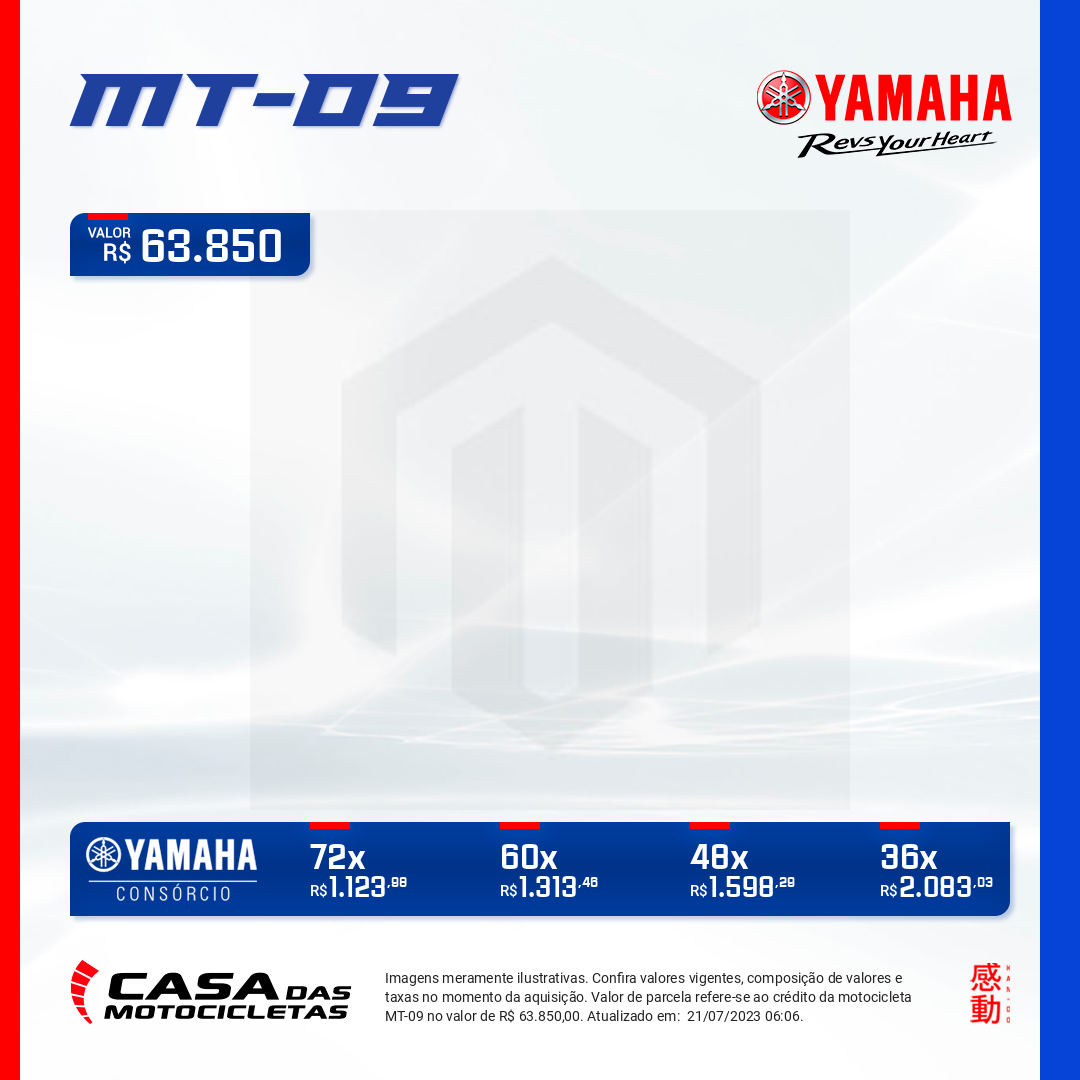 MT-09
YAMAHA
Revs Your Heart
VALOR
R$ 63.850
YAMAHA
CONSÓRCIO
72x
R$1.123,98
60x
R$1.313,46
48x
R$1.598,29
36x
R$2.083,03
CASA DAS
MOTOCICLETAS
Imagens meramente ilustrativas. Confira valores vigentes, composição de valores e
taxas no momento da aquisição. Valor de parcela refere-se ao crédito da motocicleta
MT-09 no valor de R$ 63.850,00. Atualizado em: 21/07/2023 06:06.
感動